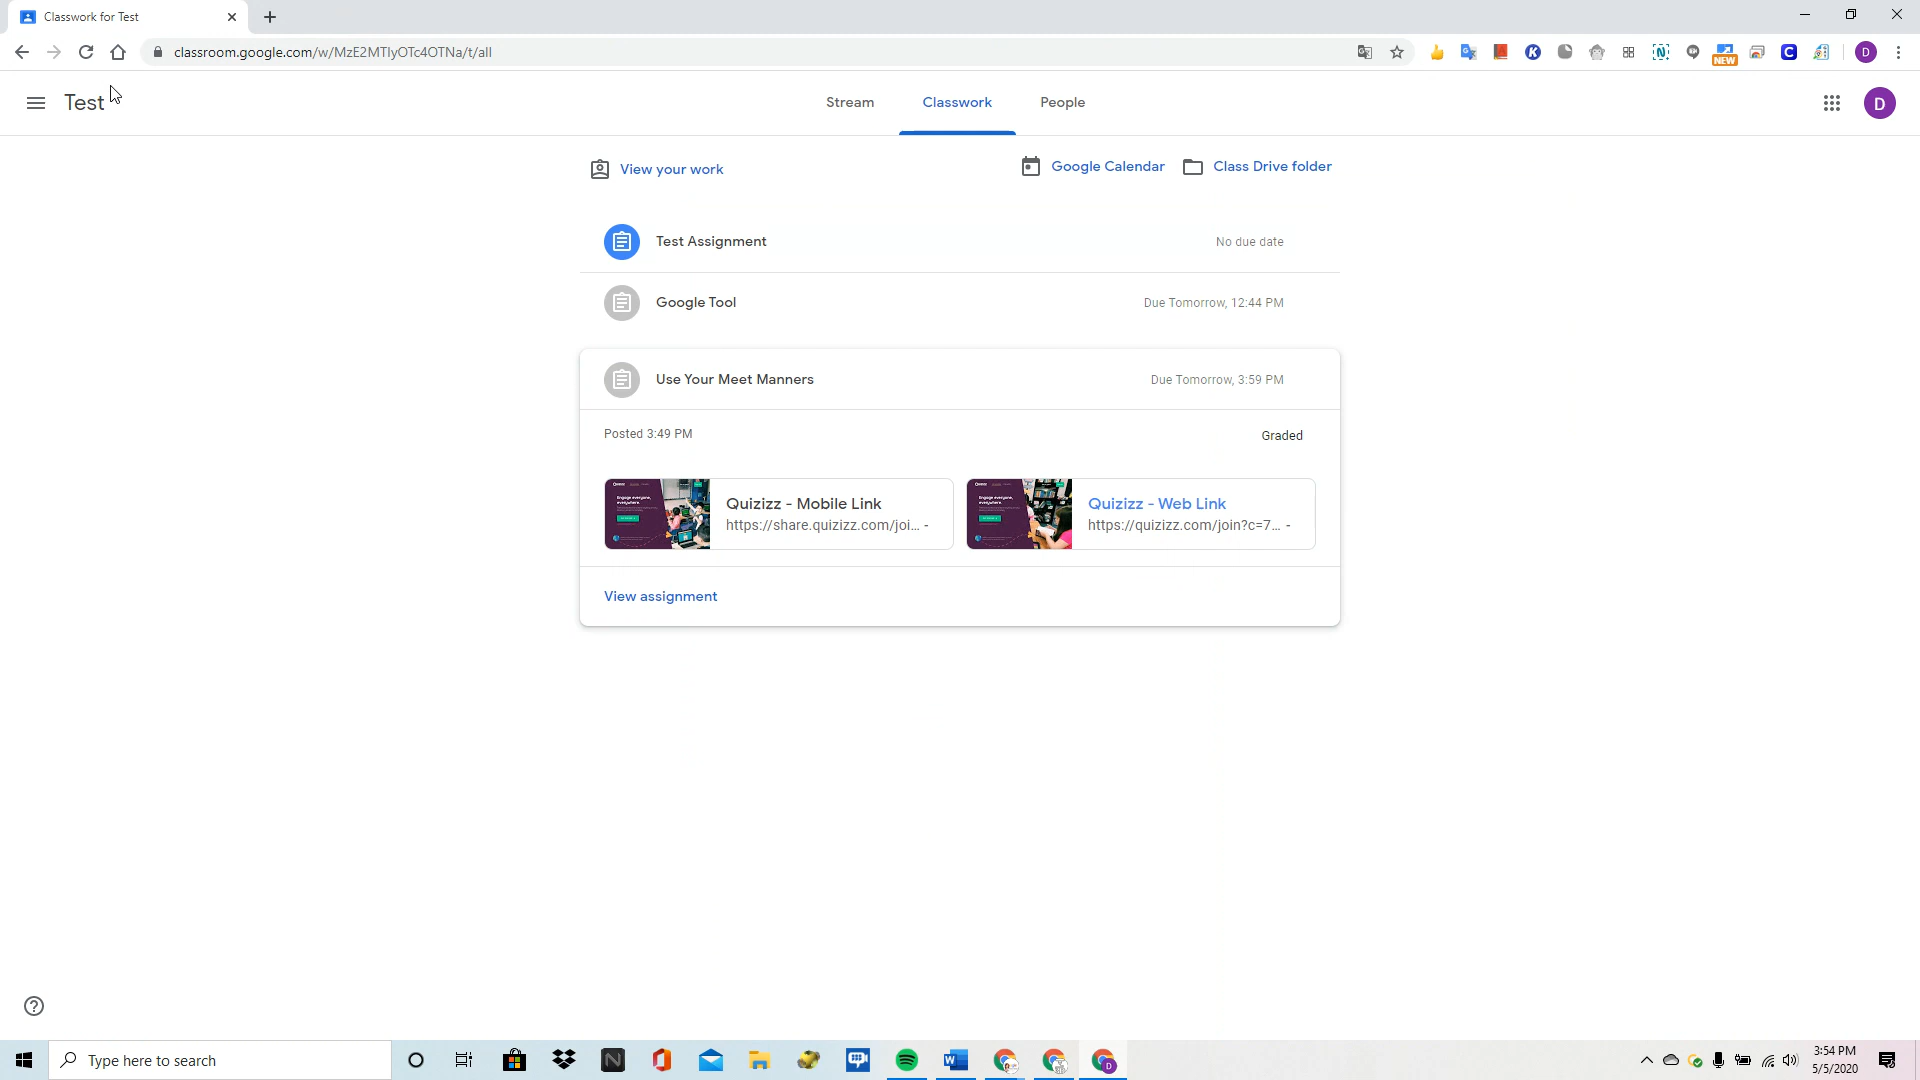 Classwork for Test
classroom.google.com/w/MzE2MTIyOTc4OTNa/t/all
NEW
D
Test
Stream
Classwork
People
D
View your work
Google Calendar
Class Drive folder
Test Assignment
No due date
Google Tool
Due Tomorrow, 12:44 PM
Use Your Meet Manners
Due Tomorrow, 3:59 PM
Posted 3:49 PM
Graded
Quizizz - Mobile Link
https://share.quizizz.com/joi... -
Quizizz - Web Link
https://quizizz.com/join?c=7... -
View assignment
Type here to search
3:54 PM
5/5/2020